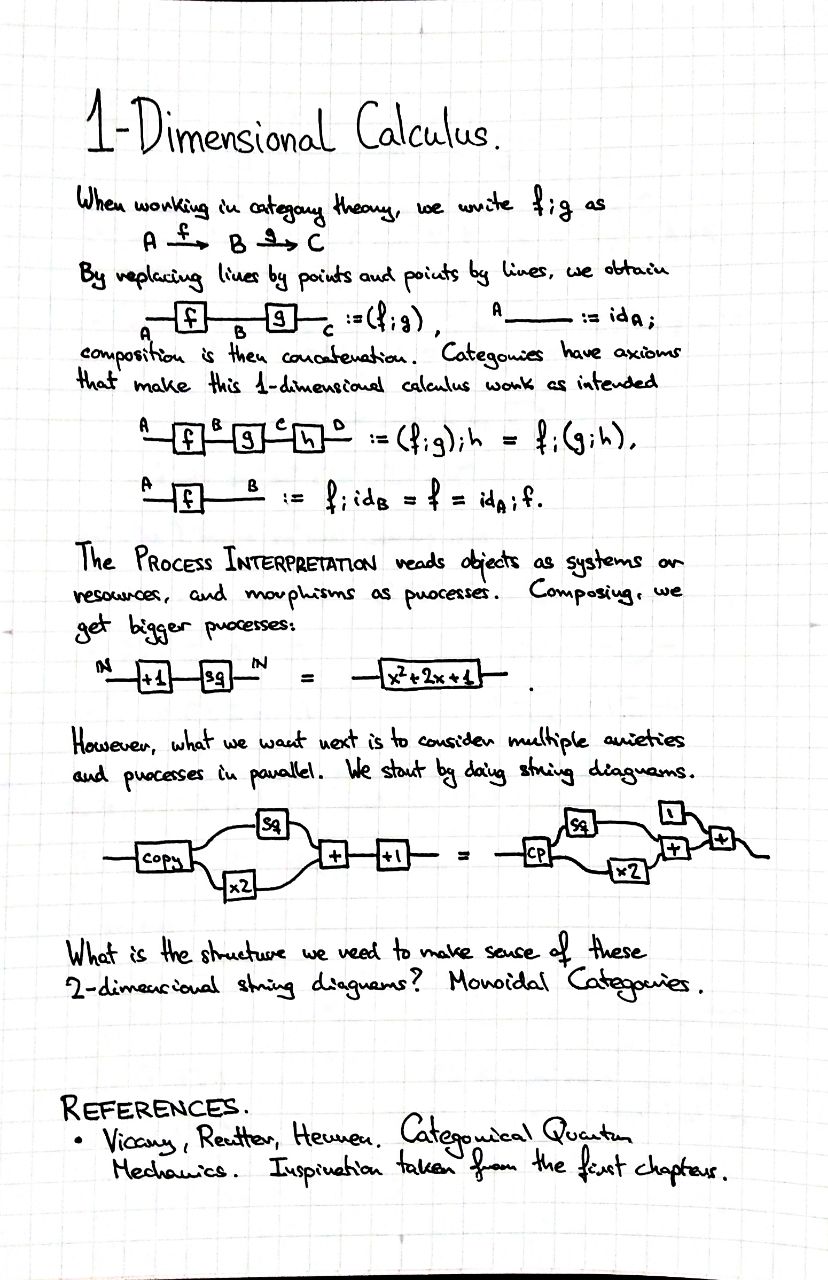 1-Dimensional Calculus.
When working in category theory, we write f;g as
A f→ B g→ C
By replacing lines by points and points by lines, we obtain
A f B g C :=(f;g), A := id_A;
composition is then concatenation. Categories have axioms
that make this 1-dimensional calculus work as intended
A f B g C h D := (f;g);h = f;(g;h),
A f B := f;id_B = f = id_A;f.
The PROCESS INTERPRETATION reads objects as systems or
resources, and morphisms as processes. Composing, we
get bigger processes:
ℕ +1 sq ℕ = x²+2x+1 .
However, what we want next is to consider multiple
and processes in parallel. We start by doing string diagrams.
copy sq x2 + +1 = CP sq x2 1 + +
What is the structure we need to make sense of these
2-dimensional string diagrams? Monoidal Categories.
REFERENCES.
• Vicary, Reutter, Heunen. Categorical Quantum
Mechanics. Inspiration taken from the first chapters.